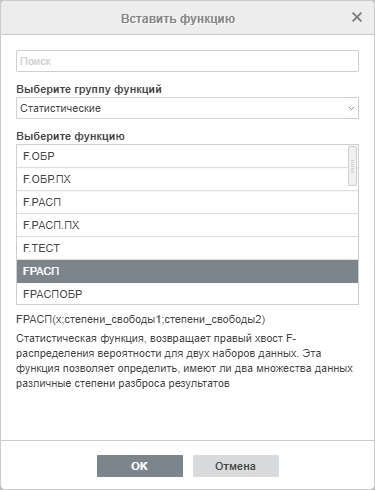 Вставить функцию
Поиск
Выберите группу функций
Статистические
Выберите функцию
F.ОБР
F.ОБР.ПХ
F.РАСП
F.РАСП.ПХ
F.ТЕСТ
FРАСП
FРАСПОБР
FРАСП(x;степени_свободы1;степени_свободы2)
Статистическая функция, возвращает правый хвост F-
распределения вероятности для двух наборов данных. Эта
функция позволяет определить, имеют ли два множества данных
различные степени разброса результатов
OK Отмена